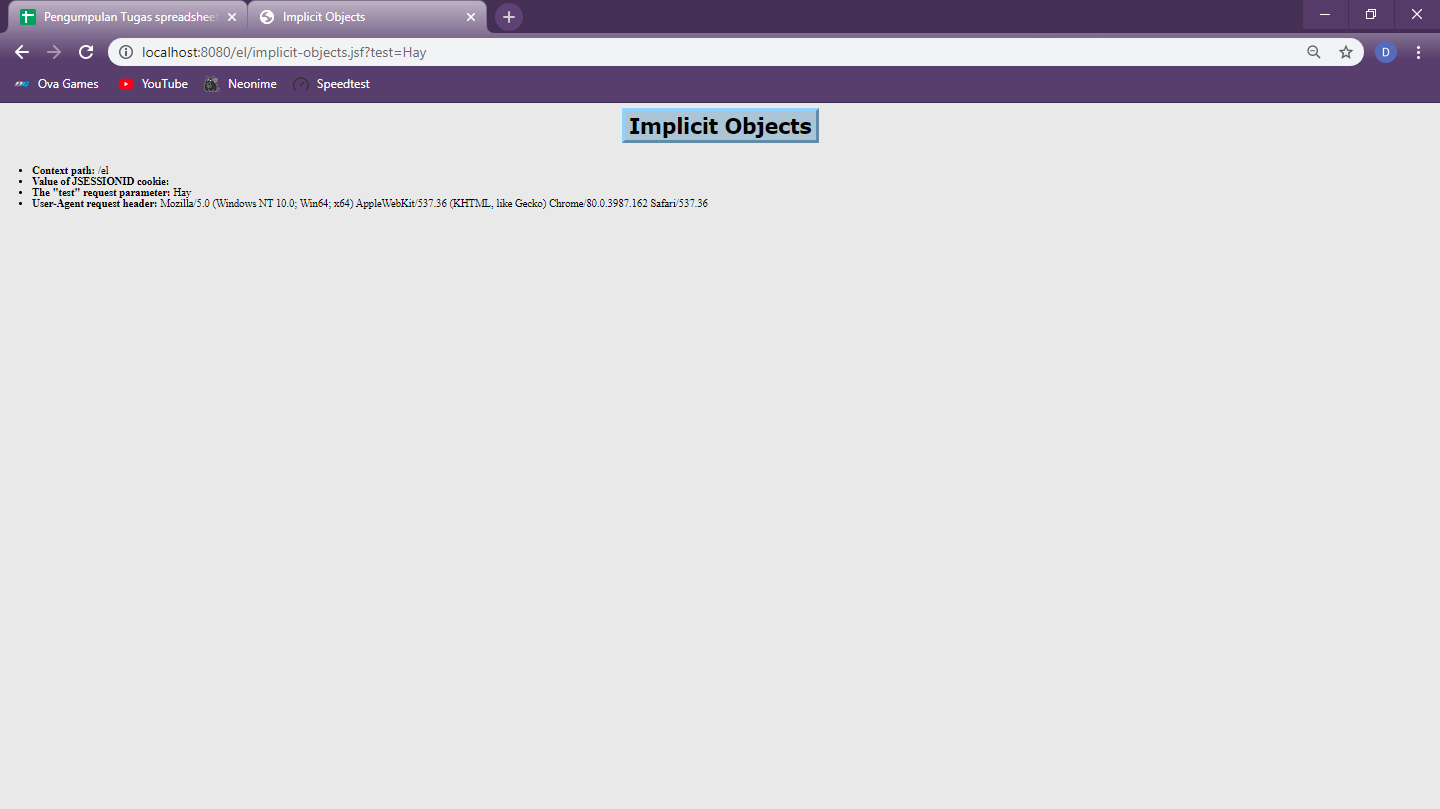 Pengumpulan Tugas spreadsheet
Implicit Objects
localhost:8080/el/implicit-objects.jsf?test=Hay
D
Ova Games
YouTube
Neonime
Speedtest
Implicit Objects
Context path: /el
Value of JSESSIONID cookie:
The "test" request parameter: Hay
User-Agent request header: Mozilla/5.0 (Windows NT 10.0; Win64; x64) AppleWebKit/537.36 (KHTML, like Gecko) Chrome/80.0.3987.162 Safari/537.36